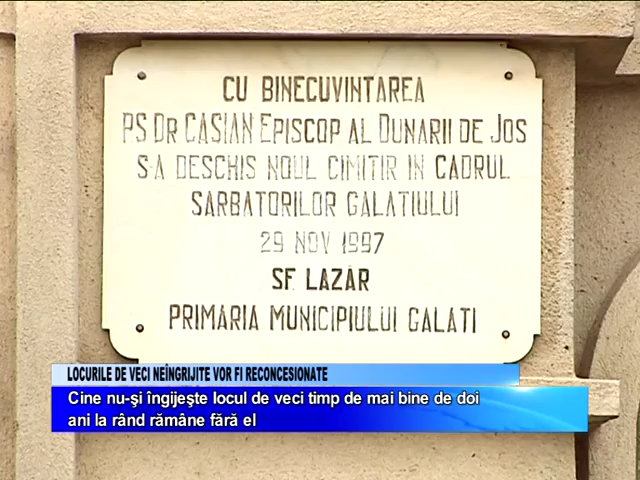 CU BINECUVINTAREA
PS DR CASIAN EPISCOP AL DUNARII DE JOS
S-A DESCHIS NOUL CIMITIR IN CADRUL
SARBATORILOR GALATIULUI
29 NOV 1997
SF. LAZĂR
PRIMARIA MUNICIPIULUI GALATI
LOCURILE DE VECI NEÎNGRIJITE VOR FI RECONCESIONATE
Cine nu-şi îngijeşte locul de veci timp de mai bine de doi
ani la rând rămâne fără el